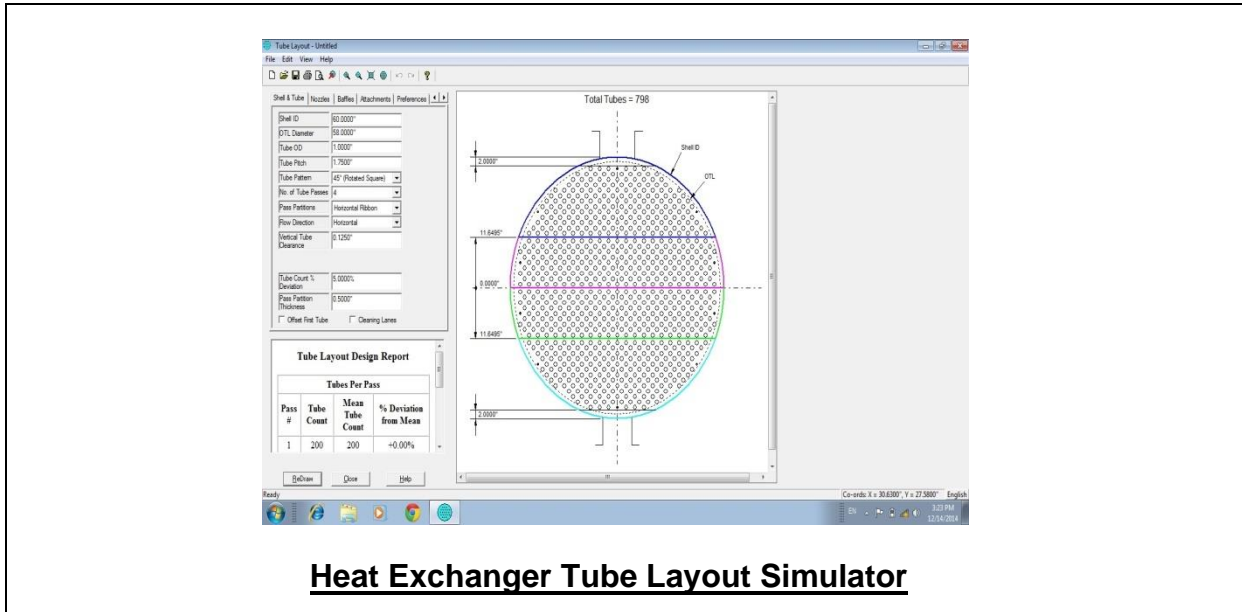 Tube Layout - Untitled
File Edit View Help
Shell & Tube Nozzles Baffles Attachments Preferences
Shell ID 60.0000"
OTL Diameter 58.0000"
Tube OD 1.0000"
Tube Pitch 1.7500"
Tube Pattern 45° (Rotated Square)
No. of Tube Passes 4
Pass Partitions Horizontal Ribbon
Flow Direction Horizontal
Vertical Tube Clearance 0.1250"
Tube Count % Deviation 5.0000%
Pass Partition Thickness 0.5000"
Offset First Tube Cleaning Lanes
Tube Layout Design Report
Tubes Per Pass
Pass # Tube Count Mean Tube Count % Deviation from Mean
1 200 200 +0.00%
ReDraw Close Help
Total Tubes = 798
Shell ID
2.0000"
OTL
11.6495"
0.0000"
11.6495"
2.0000"
Ready
Co-ords: X = 30.6300", Y = 27.5800" English
EN 3:23 PM
12/14/2014
Heat Exchanger Tube Layout Simulator